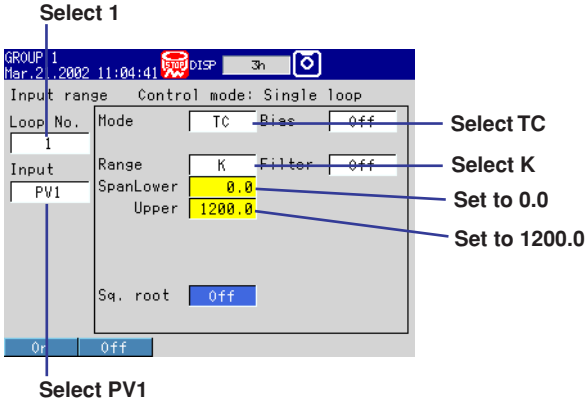 Select 1
GROUP 1
Mar.21.2002 11:04:41 STOP DISP 3h
Input range Control mode: Single loop
Loop No. Mode TC Bias Off
1
Select TC
Input Range K Filter Off
Select K
PV1 SpanLower 0.0
Set to 0.0
Upper 1200.0
Set to 1200.0
Sq. root Off
On Off
Select PV1